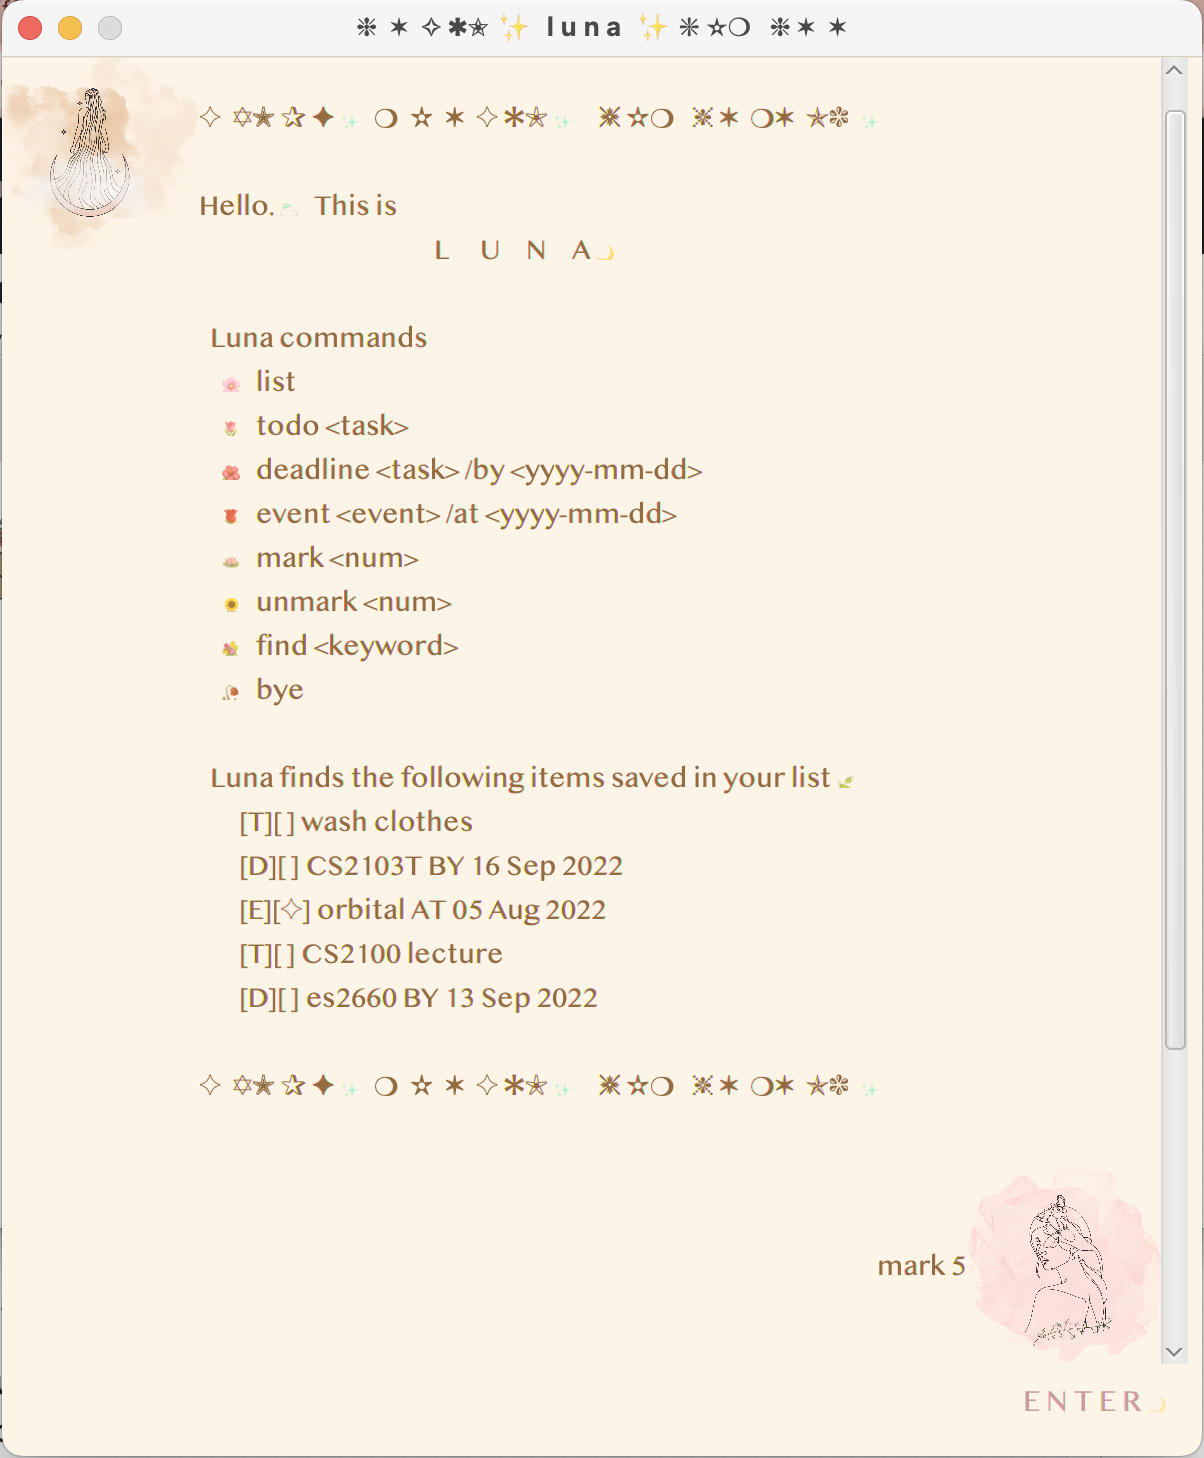 ❉ ✶ ✧ ✱ ✭ ✨ luna ✨ ✳ ☆ ❍ ❉ ✶ ✶
✧ ✡ ✭ ✰ ✦ ✨ ❍ ☆ ✶ ✧ ✻ ✭ ✨ ⁕ ☆ ❍ ⁕ ✶ ❍ ✶ ✭ ❃ ✨
Hello. This is
L U N A
Luna commands
list
todo <task>
deadline <task> /by <yyyy-mm-dd>
event <event> /at <yyyy-mm-dd>
mark <num>
unmark <num>
find <keyword>
bye
Luna finds the following items saved in your list
[T][ ] wash clothes
[D][ ] CS2103T BY 16 Sep 2022
[E][✧] orbital AT 05 Aug 2022
[T][ ] CS2100 lecture
[D][ ] es2660 BY 13 Sep 2022
✧ ✡ ✭ ✰ ✦ ✨ ❍ ☆ ✶ ✧ ✻ ✭ ✨ ⁕ ☆ ❍ ⁕ ✶ ❍ ✶ ✭ ❃ ✨
mark 5
ENTER